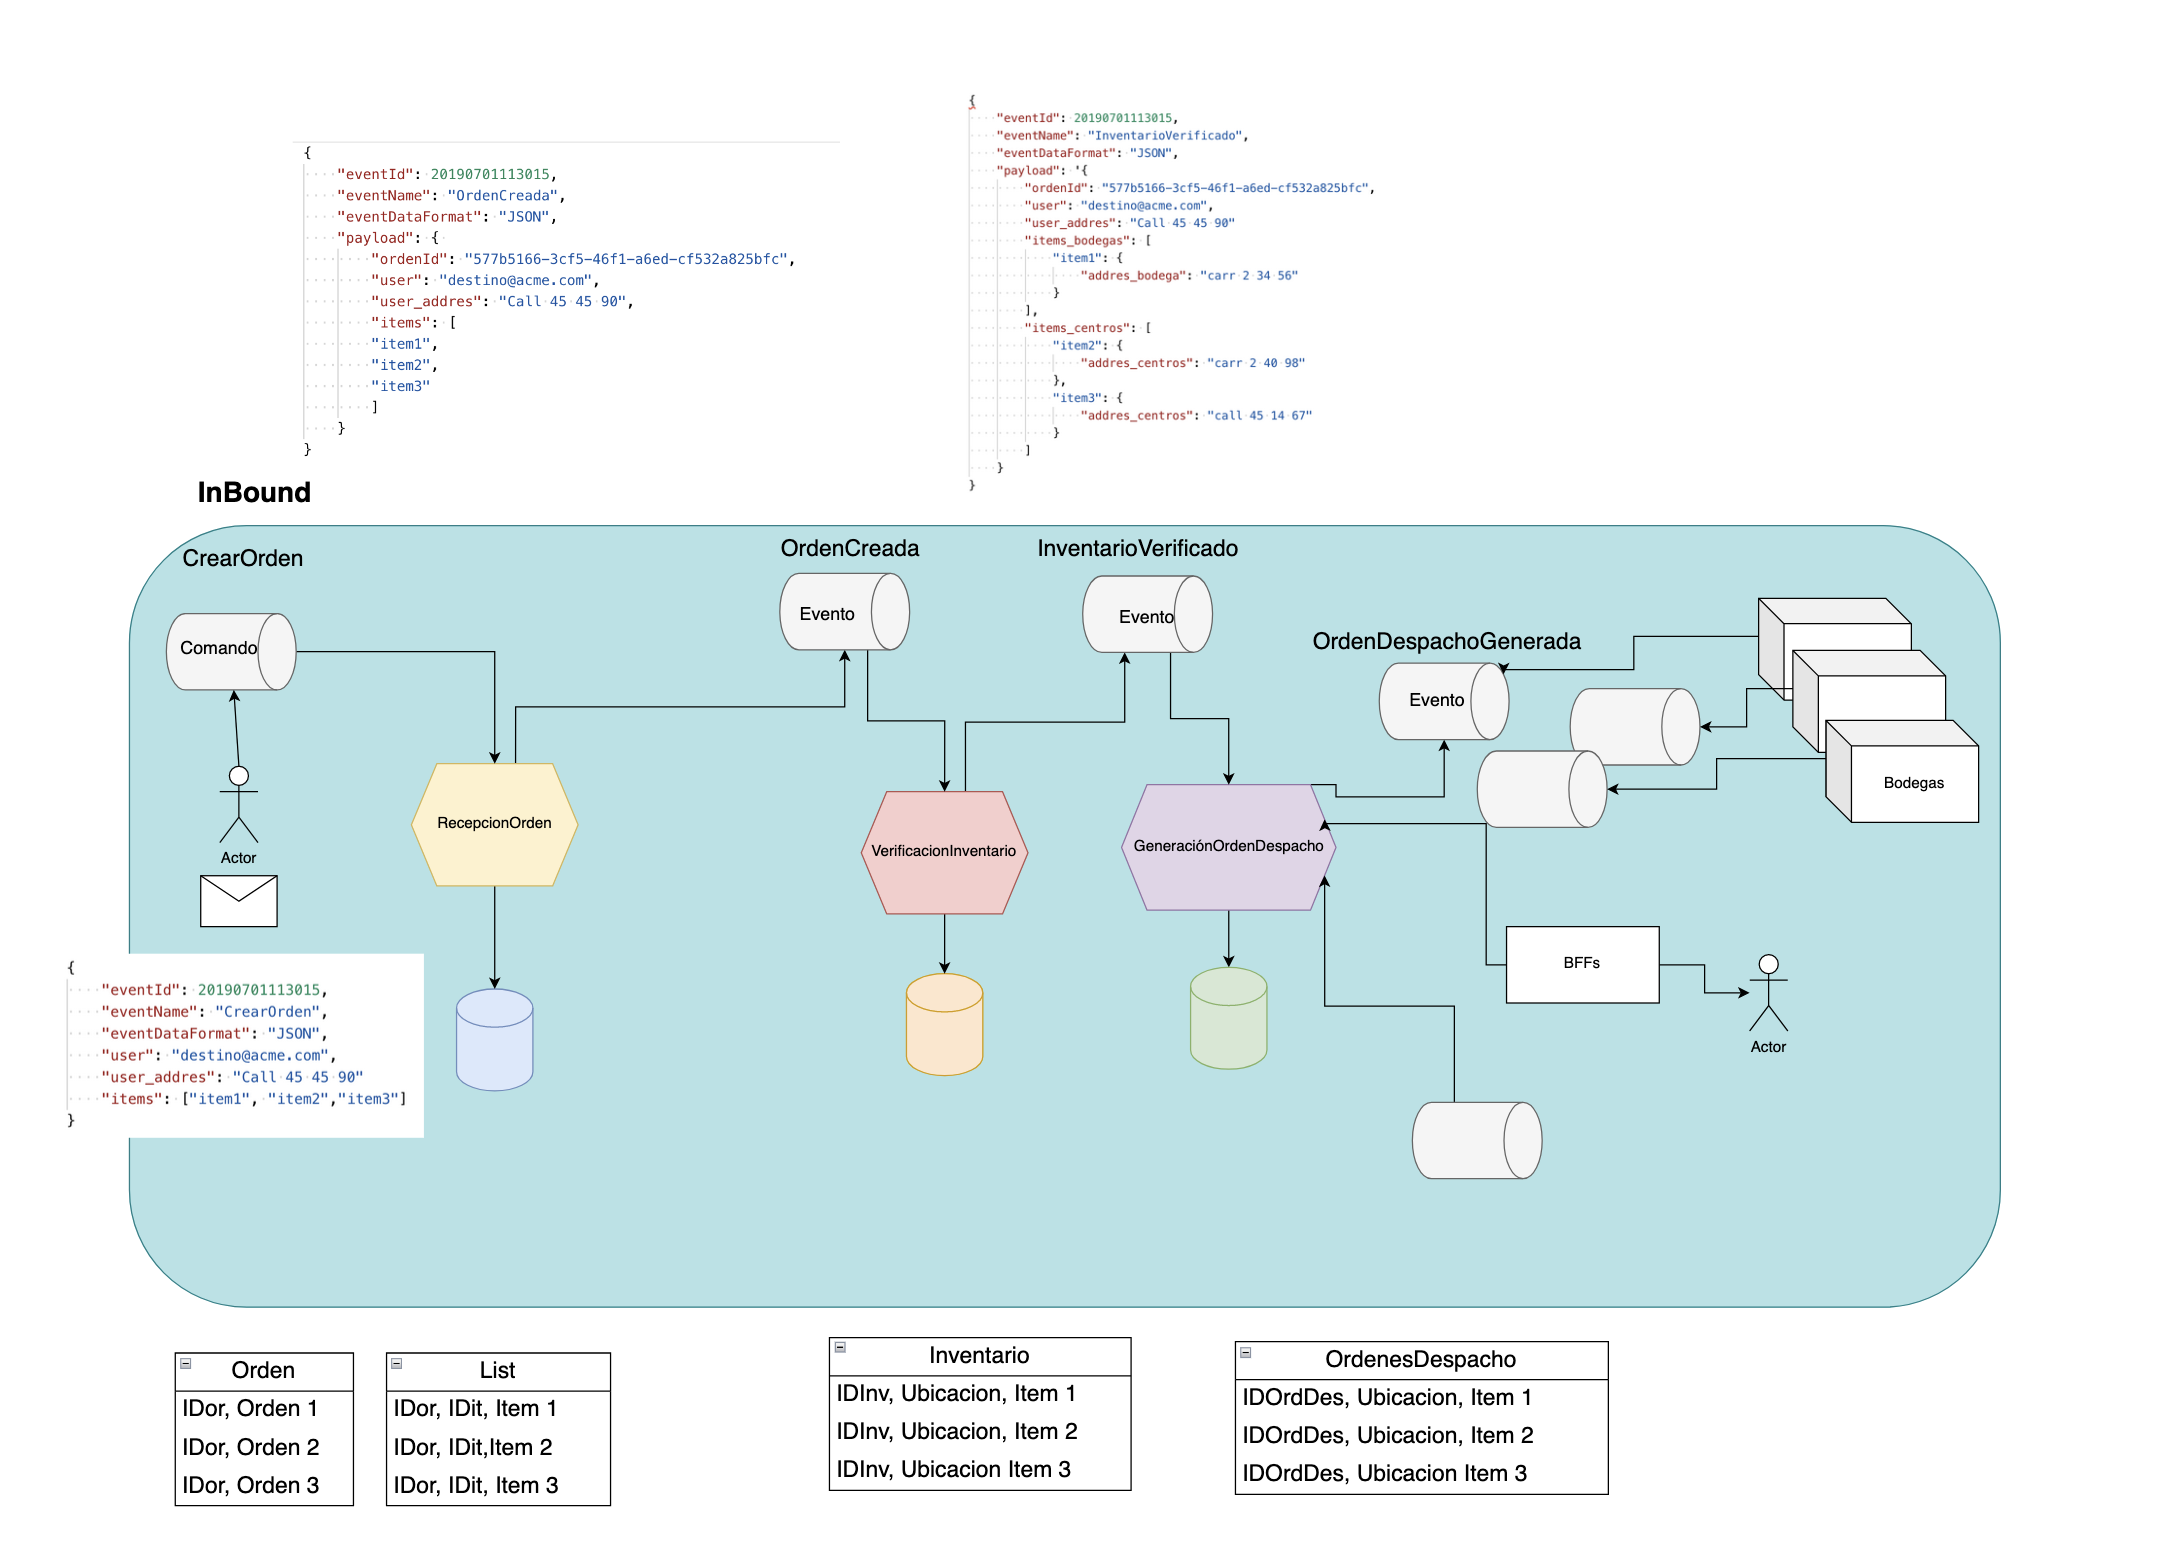 {
"eventId": 20190701113015,
"eventName": "OrdenCreada",
"eventDataFormat": "JSON",
"payload": {
"ordenId": "577b5166-3cf5-46f1-a6ed-cf532a825bfc",
"user": "destino@acme.com",
"user_addres": "Call 45 45 90",
"items": [
"item1",
"item2",
"item3"
]
}
}
{
"eventId": 20190701113015,
"eventName": "InventarioVerificado",
"eventDataFormat": "JSON",
"payload": '{
"ordenId": "577b5166-3cf5-46f1-a6ed-cf532a825bfc",
"user": "destino@acme.com",
"user_addres": "Call 45 45 90"
"items_bodegas": [
"item1": {
"addres_bodega": "carr 2 34 56"
}
],
"items_centros": [
"item2": {
"addres_centros": "carr 2 40 98"
},
"item3": {
"addres_centros": "call 45 14 67"
}
]
}
}
InBound
CrearOrden
OrdenCreada
InventarioVerificado
Comando
Evento
Evento
OrdenDespachoGenerada
Evento
Bodegas
RecepcionOrden
VerificacionInventario
GeneraciónOrdenDespacho
Actor
BFFs
Actor
{
"eventId": 20190701113015,
"eventName": "CrearOrden",
"eventDataFormat": "JSON",
"user": "destino@acme.com",
"user_addres": "Call 45 45 90"
"items": ["item1", "item2","item3"]
}
Orden
IDor, Orden 1
IDor, Orden 2
IDor, Orden 3
List
IDor, IDit, Item 1
IDor, IDit,Item 2
IDor, IDit, Item 3
Inventario
IDInv, Ubicacion, Item 1
IDInv, Ubicacion, Item 2
IDInv, Ubicacion Item 3
OrdenesDespacho
IDOrdDes, Ubicacion, Item 1
IDOrdDes, Ubicacion, Item 2
IDOrdDes, Ubicacion Item 3